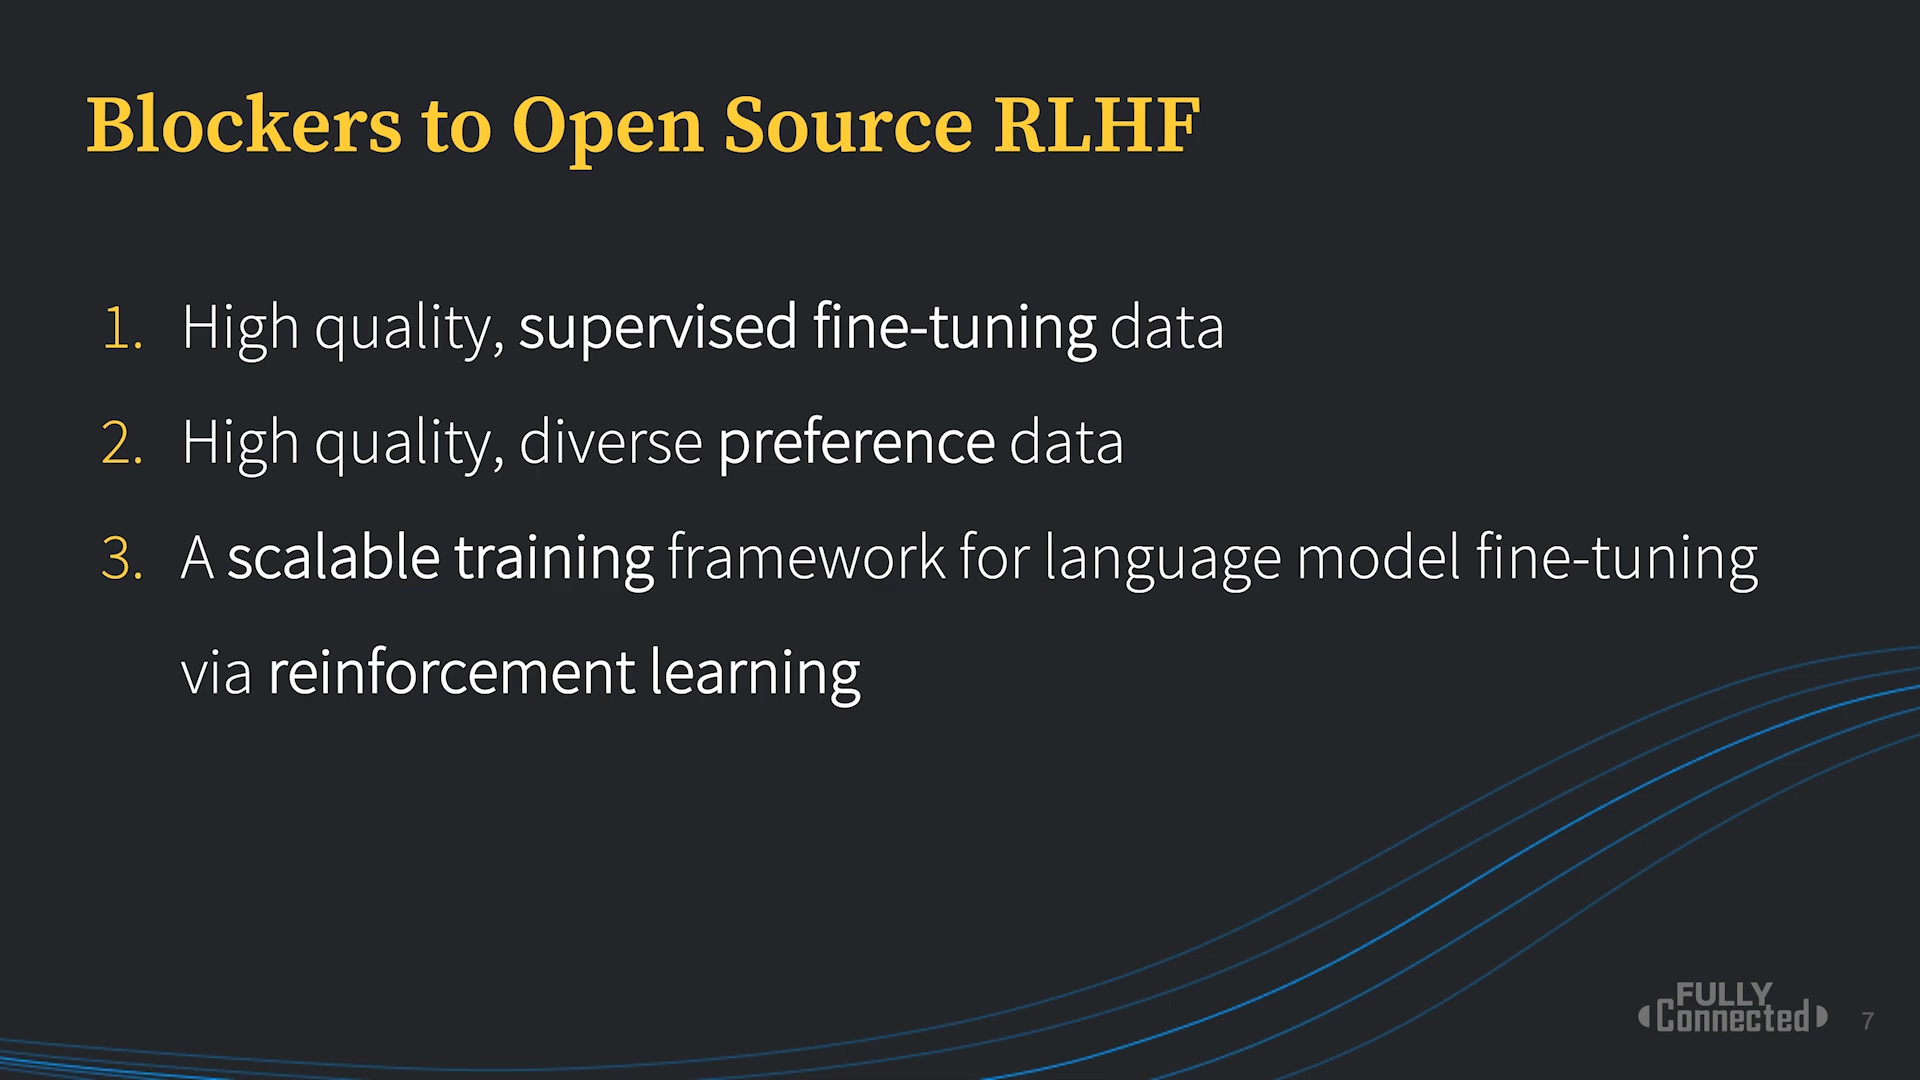 Blockers to Open Source RLHF
1. High quality, supervised fine-tuning data
2. High quality, diverse preference data
3. A scalable training framework for language model fine-tuning
via reinforcement learning
FULLY
Connected
7